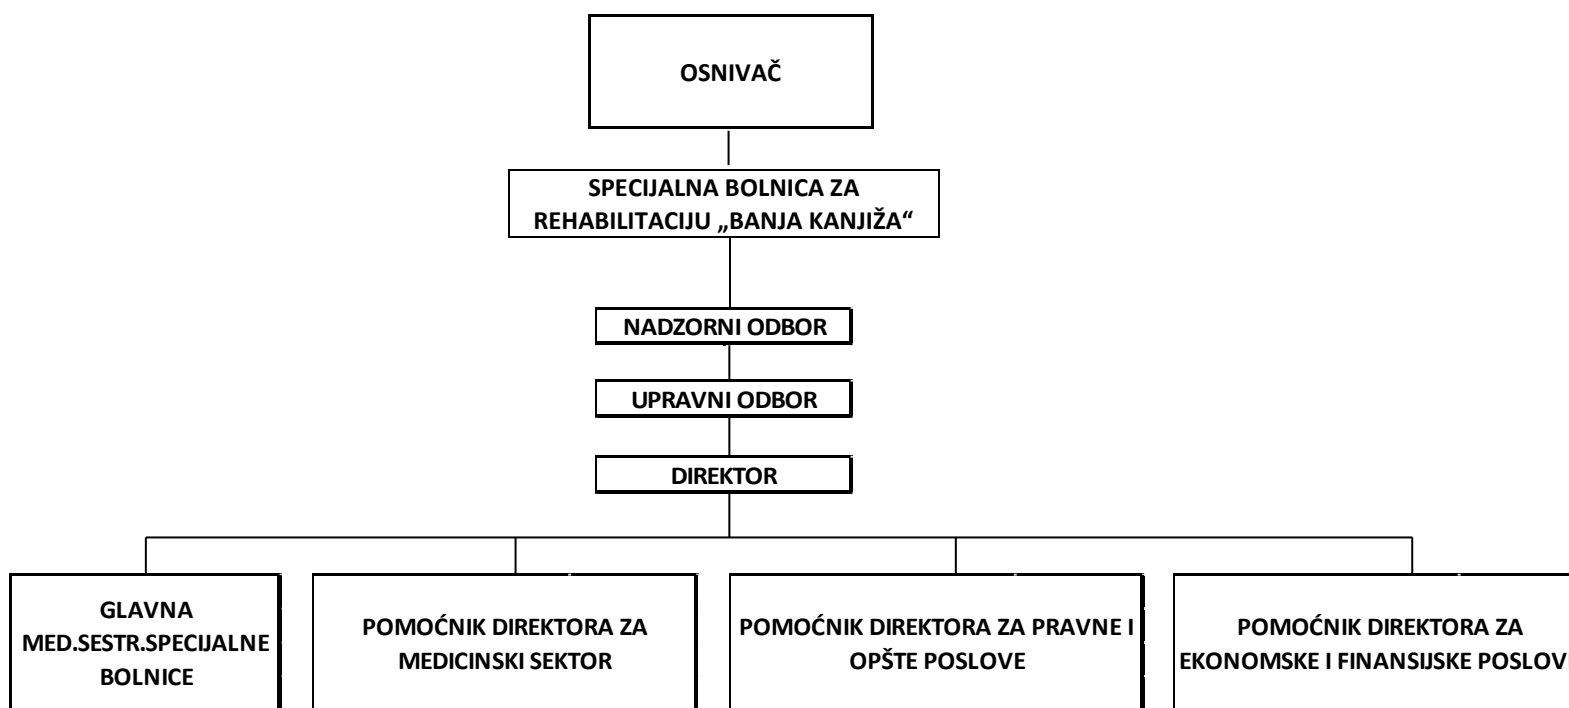 OSNIVAČ
SPECIJALNA BOLNICA ZA
REHABILITACIJU „BANJA KANJIŽA“
NADZORNI ODBOR
UPRAVNI ODBOR
DIREKTOR
GLAVNA
MED.SESTR.SPECIJALNE
BOLNICE
POMOĆNIK DIREKTORA ZA
MEDICINSKI SEKTOR
POMOĆNIK DIREKTORA ZA PRAVNE I
OPŠTE POSLOVE
POMOĆNIK DIREKTORA ZA
EKONOMSKE I FINANSIJSKE POSLOV